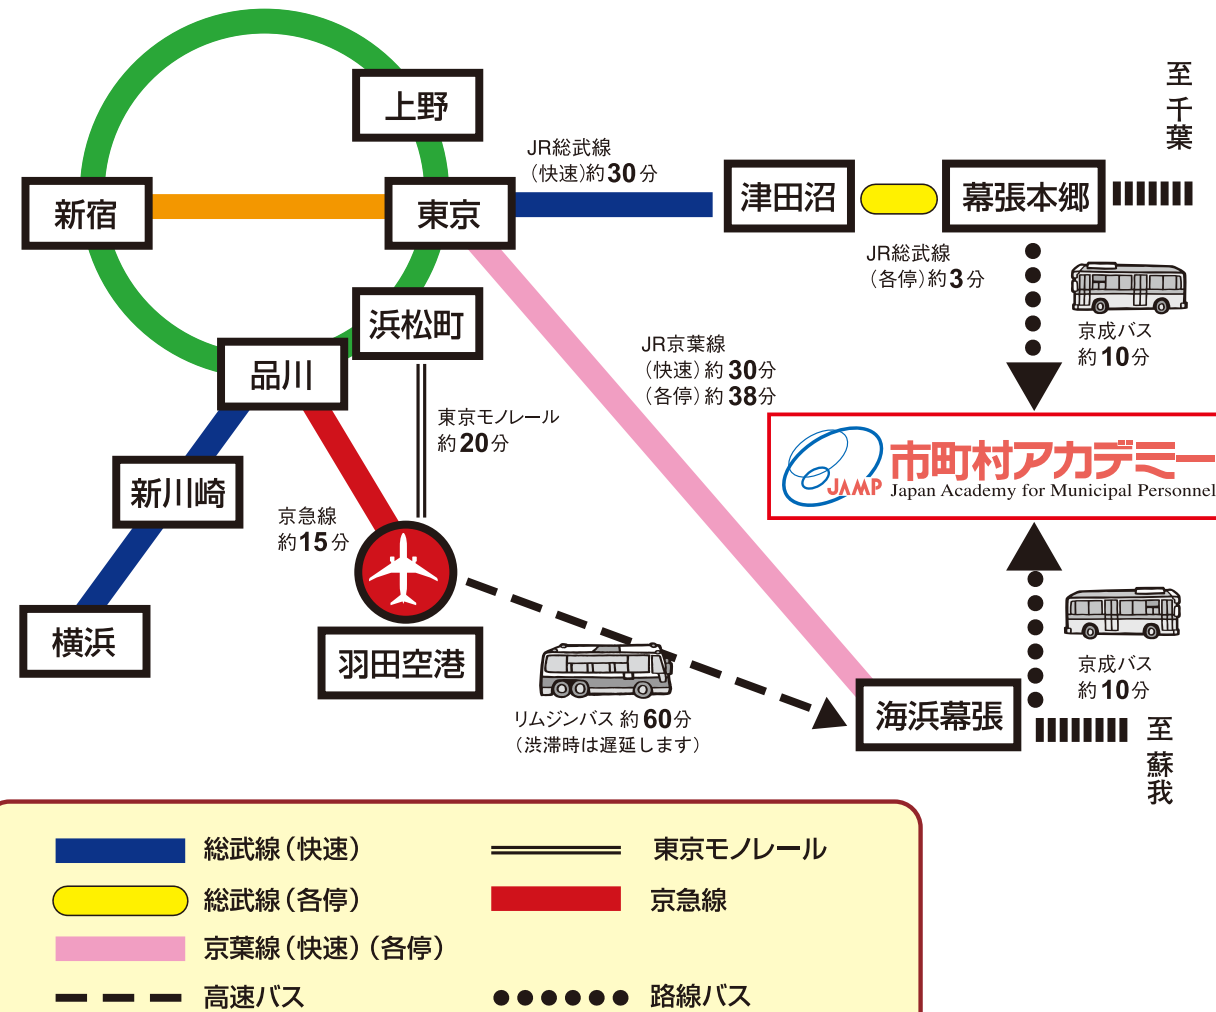 上野
至千葉
JR総武線
（快速）約30分
新宿
東京
津田沼
幕張本郷
JR総武線
（各停）約3分
浜松町
京成バス
約10分
JR京葉線
（快速）約30分
（各停）約38分
品川
東京モノレール
約20分
JAMP
市町村アカデミー
Japan Academy for Municipal Personnel
新川崎
京急線
約15分
横浜
羽田空港
リムジンバス 約60分
（渋滞時は遅延します）
京成バス
約10分
海浜幕張
至蘇我
総武線（快速）
東京モノレール
総武線（各停）
京急線
京葉線（快速）（各停）
高速バス
路線バス